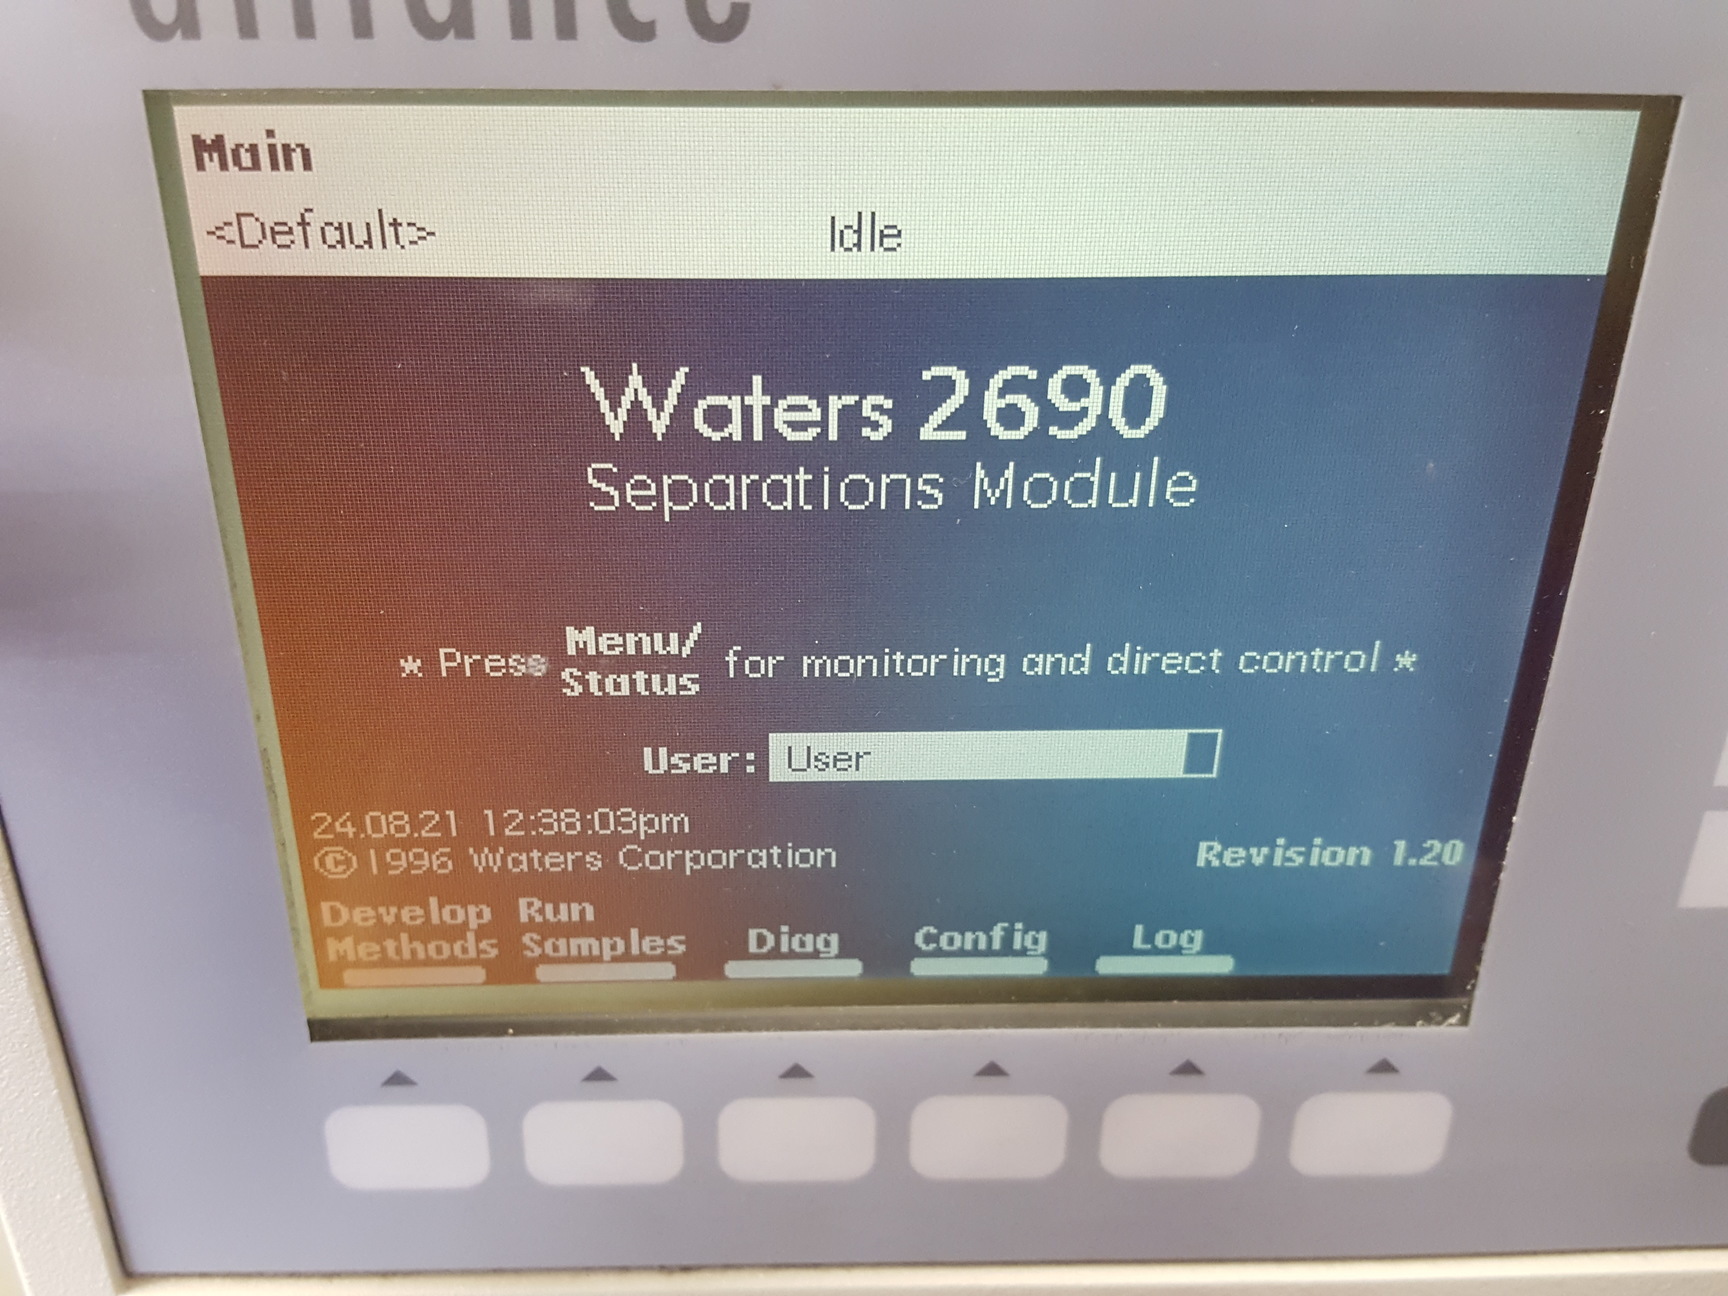 alliance
Main
<Default> Idle
Waters 2690
Separations Module
* Press Menu/Status for monitoring and direct control *
User: User
24.08.21 12:38:03pm
©1996 Waters Corporation
Revision 1.20
Develop Methods
Run Samples
Diag
Config
Log